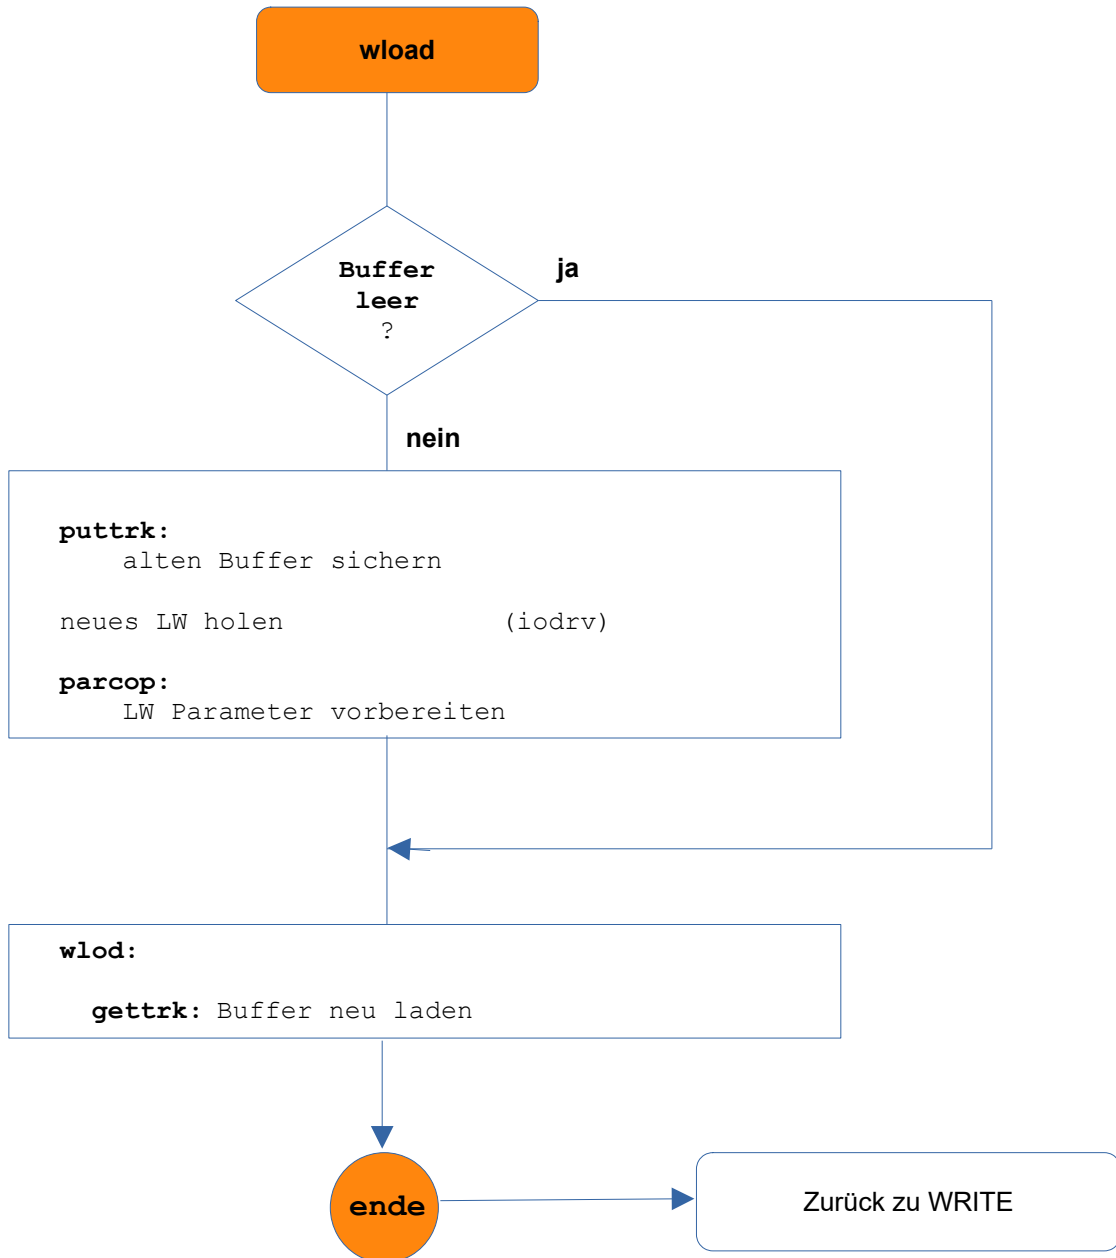 wload
Buffer
leer
?
ja
nein
puttrk:
alten Buffer sichern
neues LW holen (iodrv)
parcop:
LW Parameter vorbereiten
wlod:
gettrk: Buffer neu laden
ende
Zurück zu WRITE